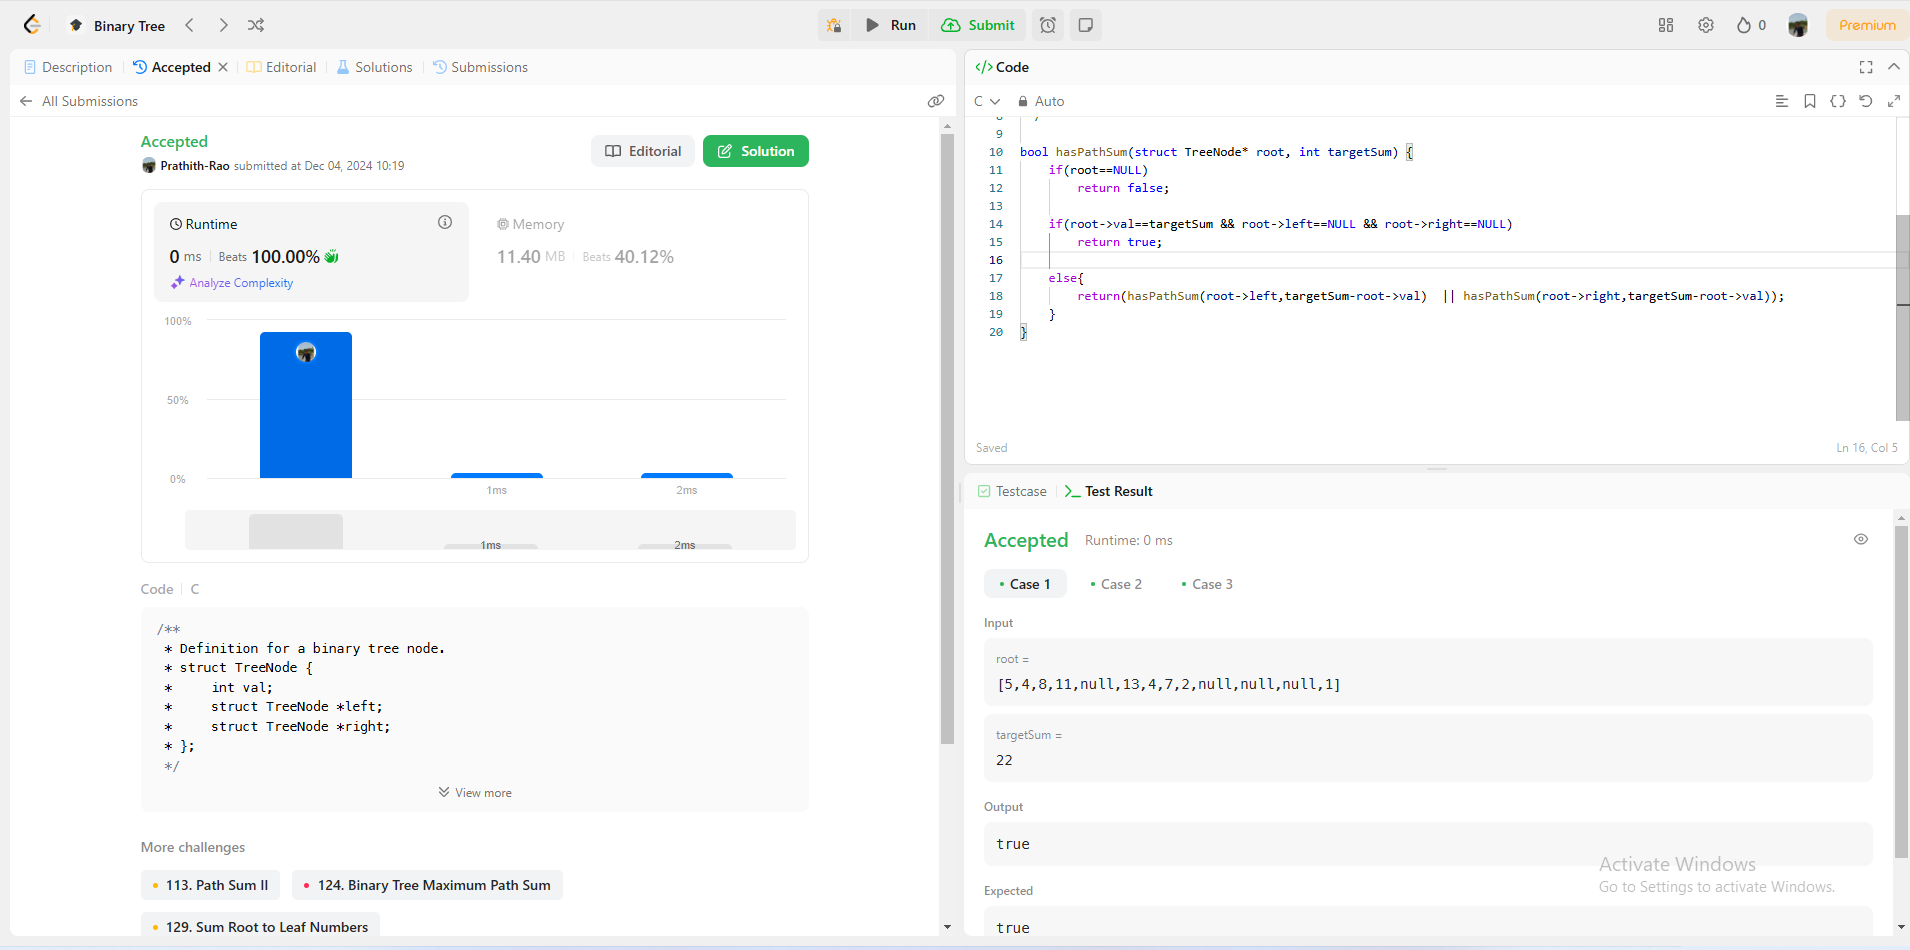 Binary Tree
Run
Submit
0
Premium
Description
Accepted
Editorial
Solutions
Submissions
All Submissions
Accepted
Prathith-Rao submitted at Dec 04, 2024 10:19
Editorial
Solution
Runtime
0 ms
Beats 100.00%
Analyze Complexity
Memory
11.40 MB
Beats 40.12%
100%
50%
0%
1ms
2ms
1ms
2ms
Code
C
/**
* Definition for a binary tree node.
* struct TreeNode {
*     int val;
*     struct TreeNode *left;
*     struct TreeNode *right;
* };
*/
View more
More challenges
113. Path Sum II
124. Binary Tree Maximum Path Sum
129. Sum Root to Leaf Numbers
</> Code
C
Auto
9
10 bool hasPathSum(struct TreeNode* root, int targetSum) {
11     if(root==NULL)
12         return false;
13
14     if(root->val==targetSum && root->left==NULL && root->right==NULL)
15         return true;
16
17     else{
18         return(hasPathSum(root->left,targetSum-root->val)  || hasPathSum(root->right,targetSum-root->val));
19     }
20 }
Saved
Ln 16, Col 5
Testcase
Test Result
Accepted
Runtime: 0 ms
Case 1
Case 2
Case 3
Input
root =
[5,4,8,11,null,13,4,7,2,null,null,null,1]
targetSum =
22
Output
true
Expected
true
Activate Windows
Go to Settings to activate Windows.